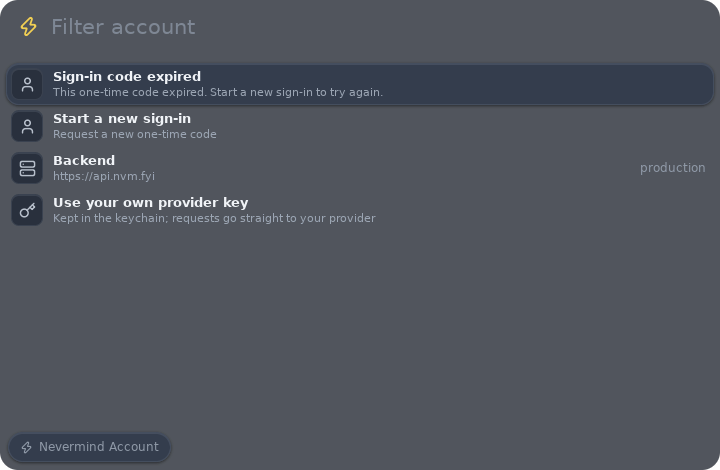 Filter account
Sign-in code expired
This one-time code expired. Start a new sign-in to try again.
Start a new sign-in
Request a new one-time code
Backend
https://api.nvm.fyi
production
Use your own provider key
Kept in the keychain; requests go straight to your provider
Nevermind Account